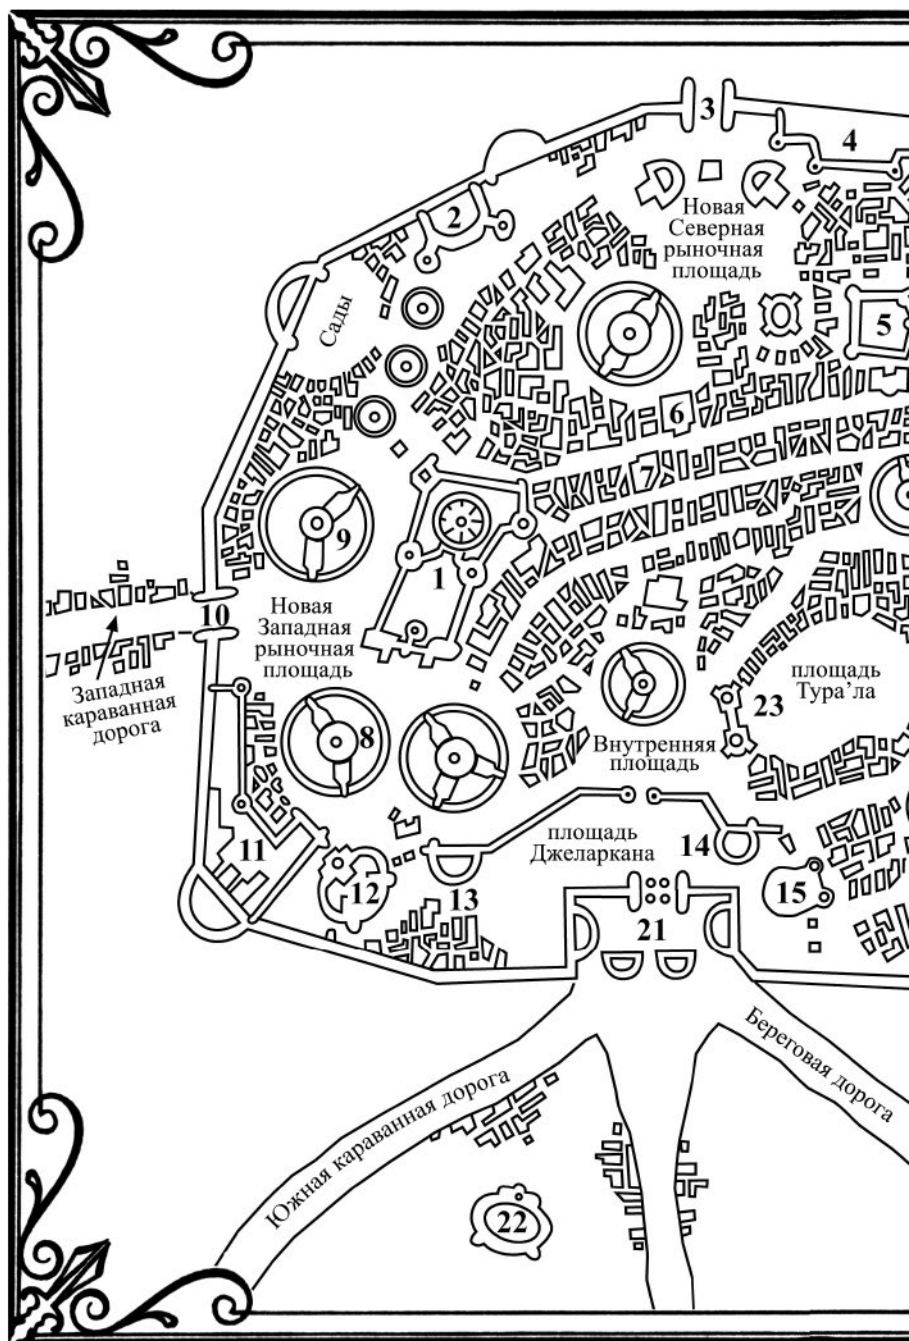 3
4
2
Новая
Северная
рыночная
площадь
Сады
5
6
7
9
1
10
Новая
Западная
рыночная
площадь
Западная
караванная
дорога
площадь
Тура’ла
23
8
Внутренняя
площадь
площадь
Джеларкана
14
11
12
13
15
21
Береговая дорога
Южная караванная дорога
22